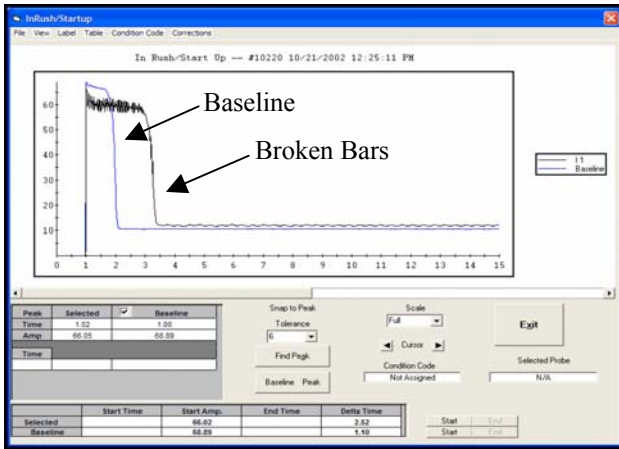 InRush/Startup
File View Label Table Condition Code Corrections
In Rush/Start Up -- #10220 10/21/2002 12:25:11 PM
Baseline
Broken Bars
60
50
40
30
20
10
0 1 2 3 4 5 6 7 8 9 10 11 12 13 14 15
I 1
Baseline
Peak Selected Baseline
Time 1.02 1.00
Amp 66.05 68.89
Time
Snap to Peak
Tolerance
6
Find Peak
Baseline Peak
Scale
Full
Cursor
Condition Code
Not Assigned
Exit
Selected Probe
N/A
Start Time Start Amp. End Time Delta Time
Selected 66.02 2.52
Baseline 68.89 1.10
Start End
Start End